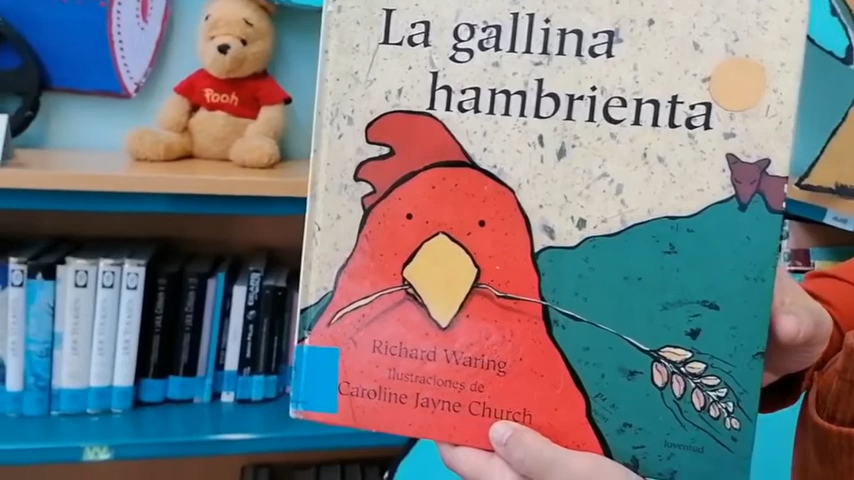 La gallina
hambrienta
Pooh
Richard Waring
Ilustraciones de
Caroline Jayne Church
Juventud